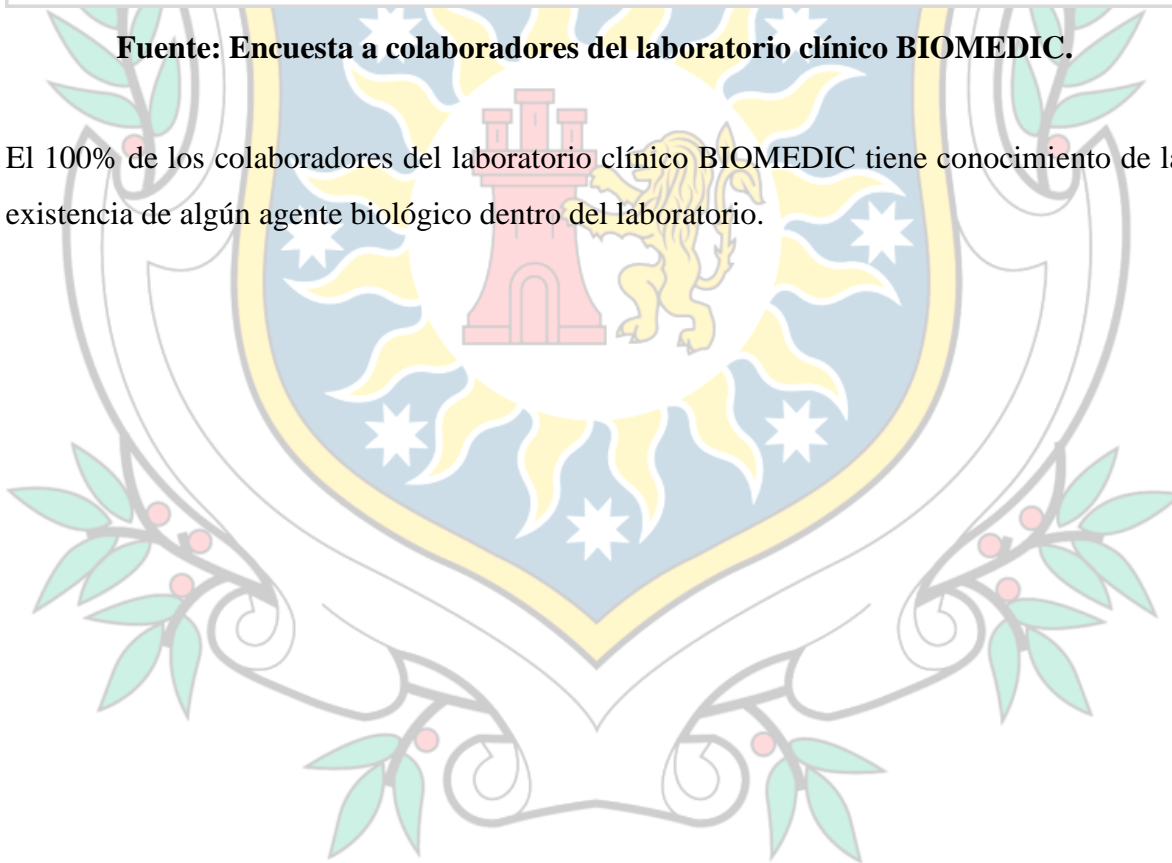 Fuente: Encuesta a colaboradores del laboratorio clínico BIOMEDIC.
El 100% de los colaboradores del laboratorio clínico BIOMEDIC tiene conocimiento de la
existencia de algún agente biológico dentro del laboratorio.